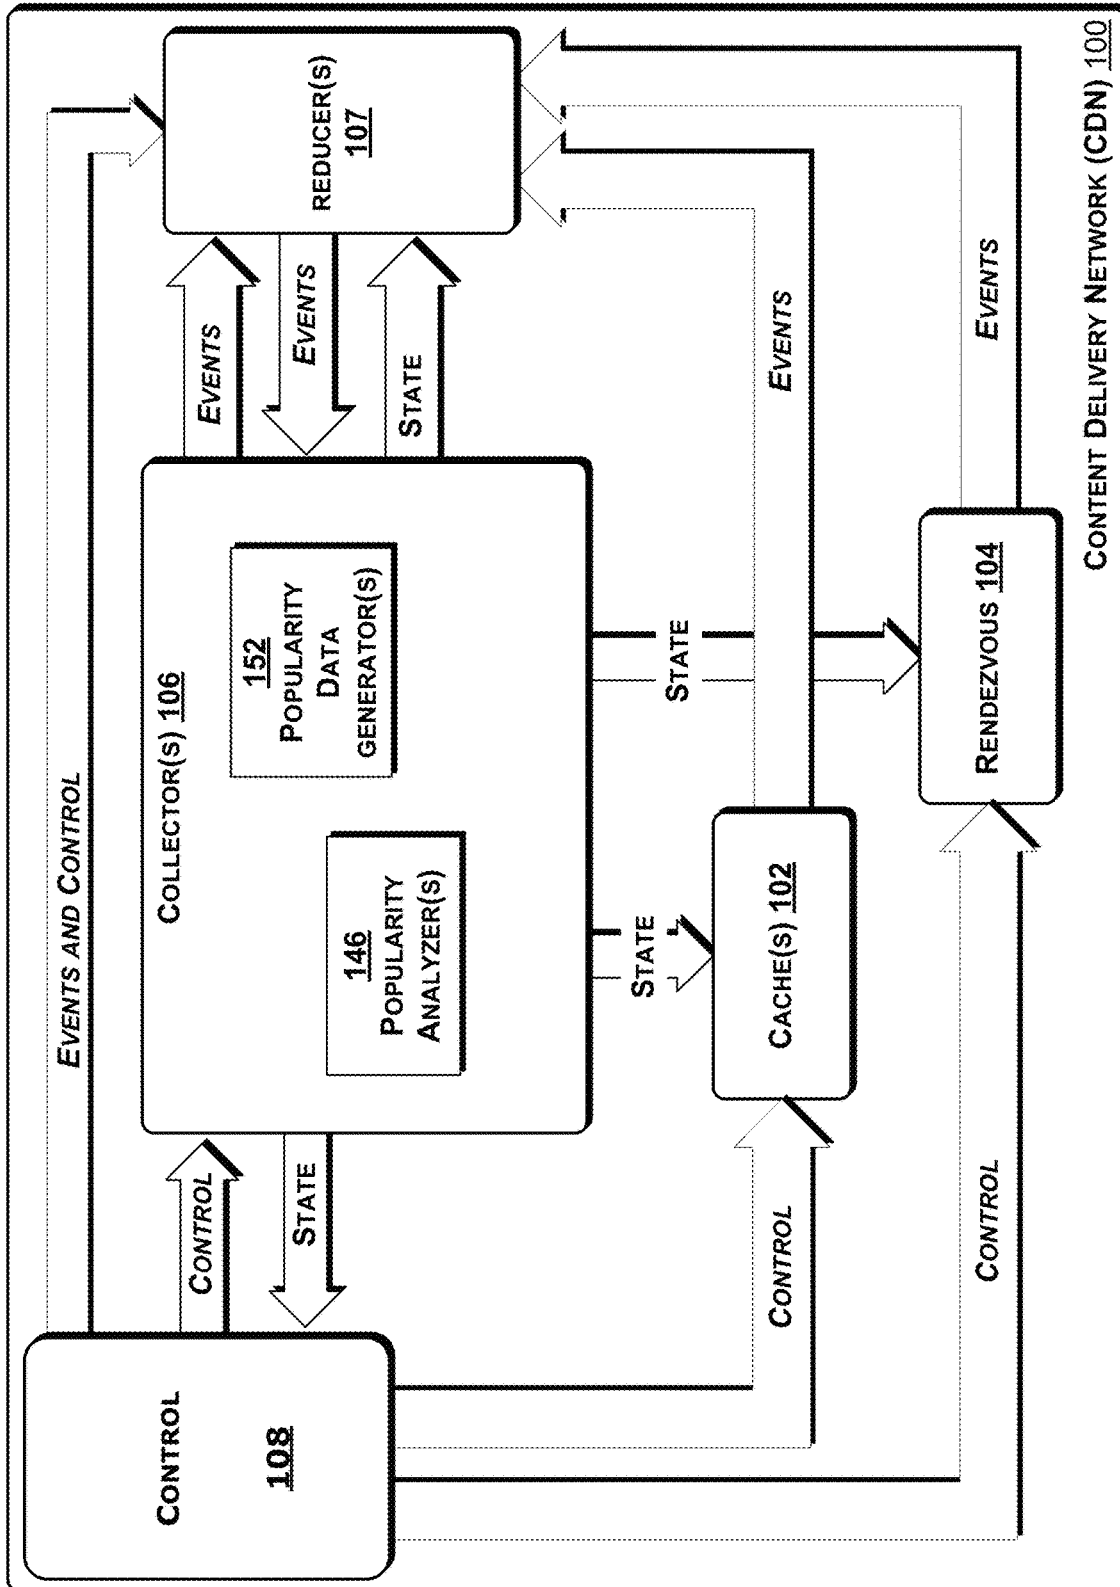 EVENTS AND CONTROL
CONTROL
108
CONTROL
STATE
COLLECTOR(S) 106
146
POPULARITY
ANALYZER(S)
152
POPULARITY
DATA
GENERATOR(S)
EVENTS
EVENTS
STATE
REDUCER(S)
107
STATE
STATE
CONTROL
CACHE(S) 102
EVENTS
CONTROL
RENDEZVOUS 104
EVENTS
CONTENT DELIVERY NETWORK (CDN) 100